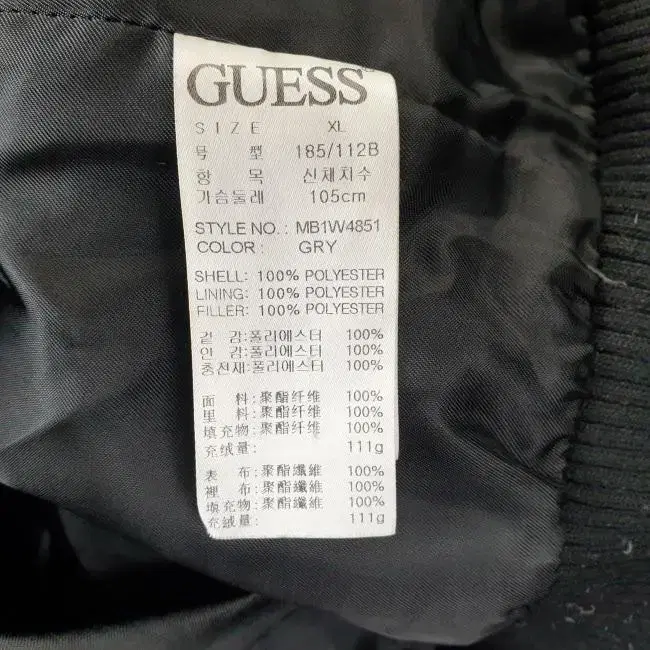 GUESS
SIZE XL
号 型 185/112B
항 목 신체치수
가슴둘레 105cm
STYLE NO. : MB1W4851
COLOR : GRY
SHELL: 100% POLYESTER
LINING: 100% POLYESTER
FILLER: 100% POLYESTER
겉 감:폴리에스터 100%
안 감:폴리에스터 100%
충전재:폴리에스터 100%
面 料:聚酯纤维 100%
里 料:聚酯纤维 100%
填充物:聚酯纤维 100%
充绒量: 111g
表 布:聚酯纖維 100%
裡 布:聚酯纖維 100%
填充物:聚酯纖維 100%
充绒量: 111g